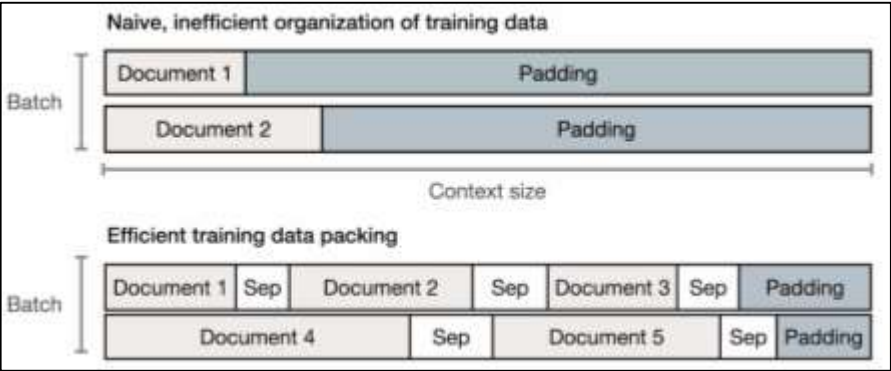 Naive, inefficient organization of training data
Batch
Document 1 Padding
Document 2 Padding
Context size
Efficient training data packing
Batch
Document 1 Sep Document 2 Sep Document 3 Sep Padding
Document 4 Sep Document 5 Sep Padding